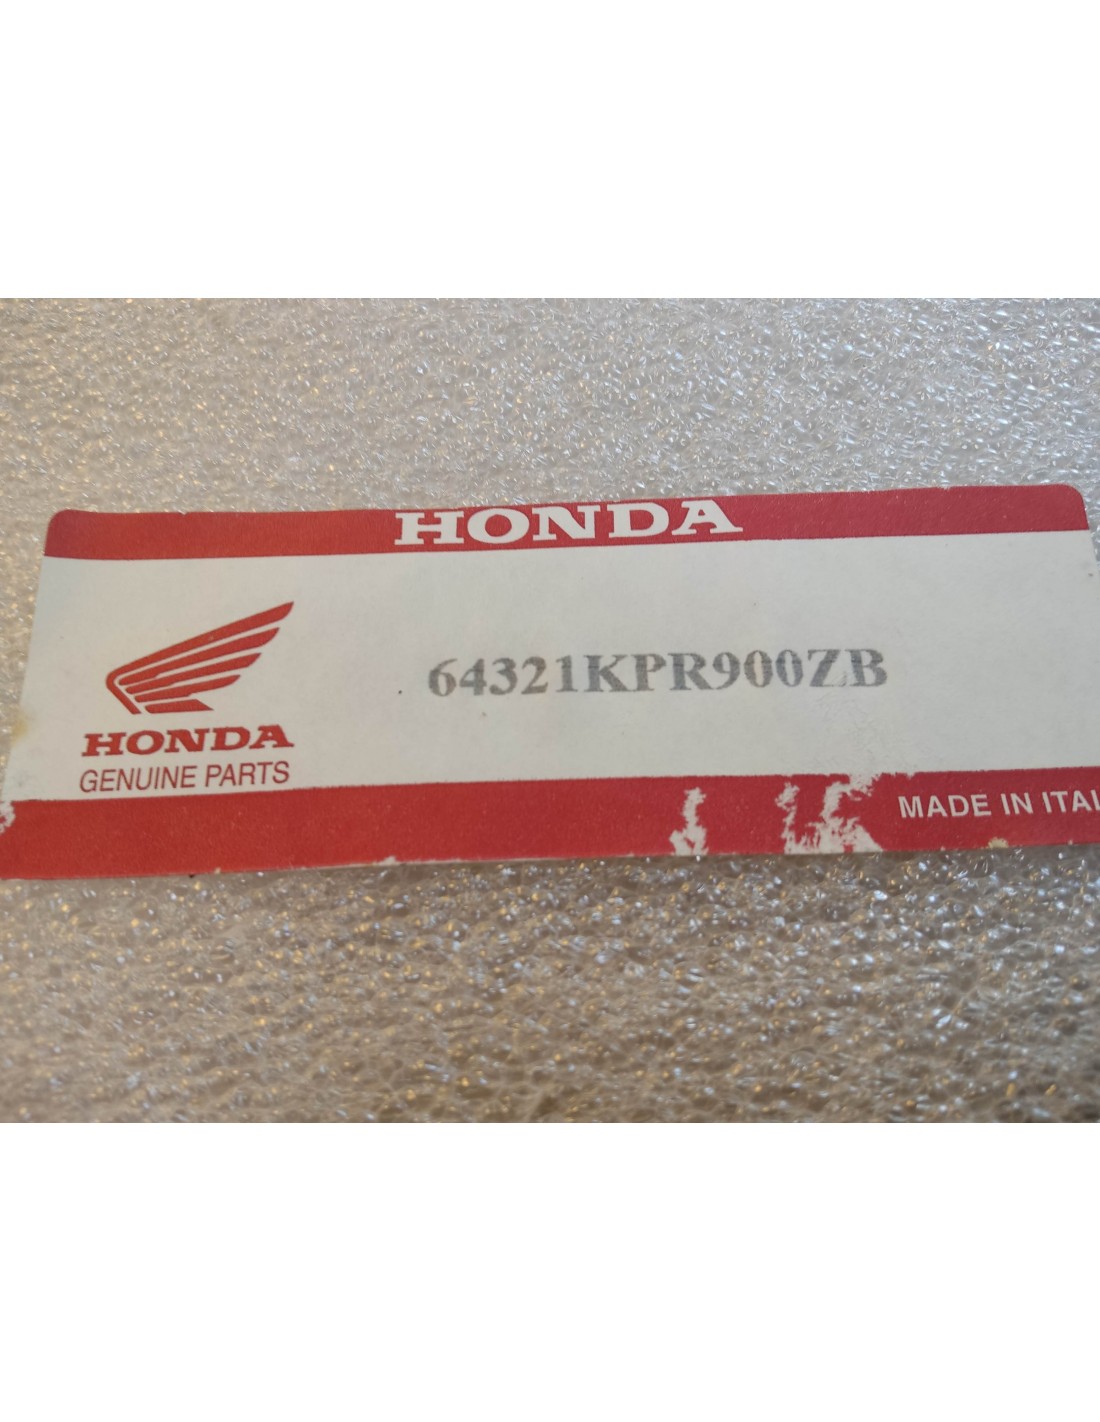 HONDA
64321KPR900ZB
HONDA
GENUINE PARTS
MADE IN ITAL